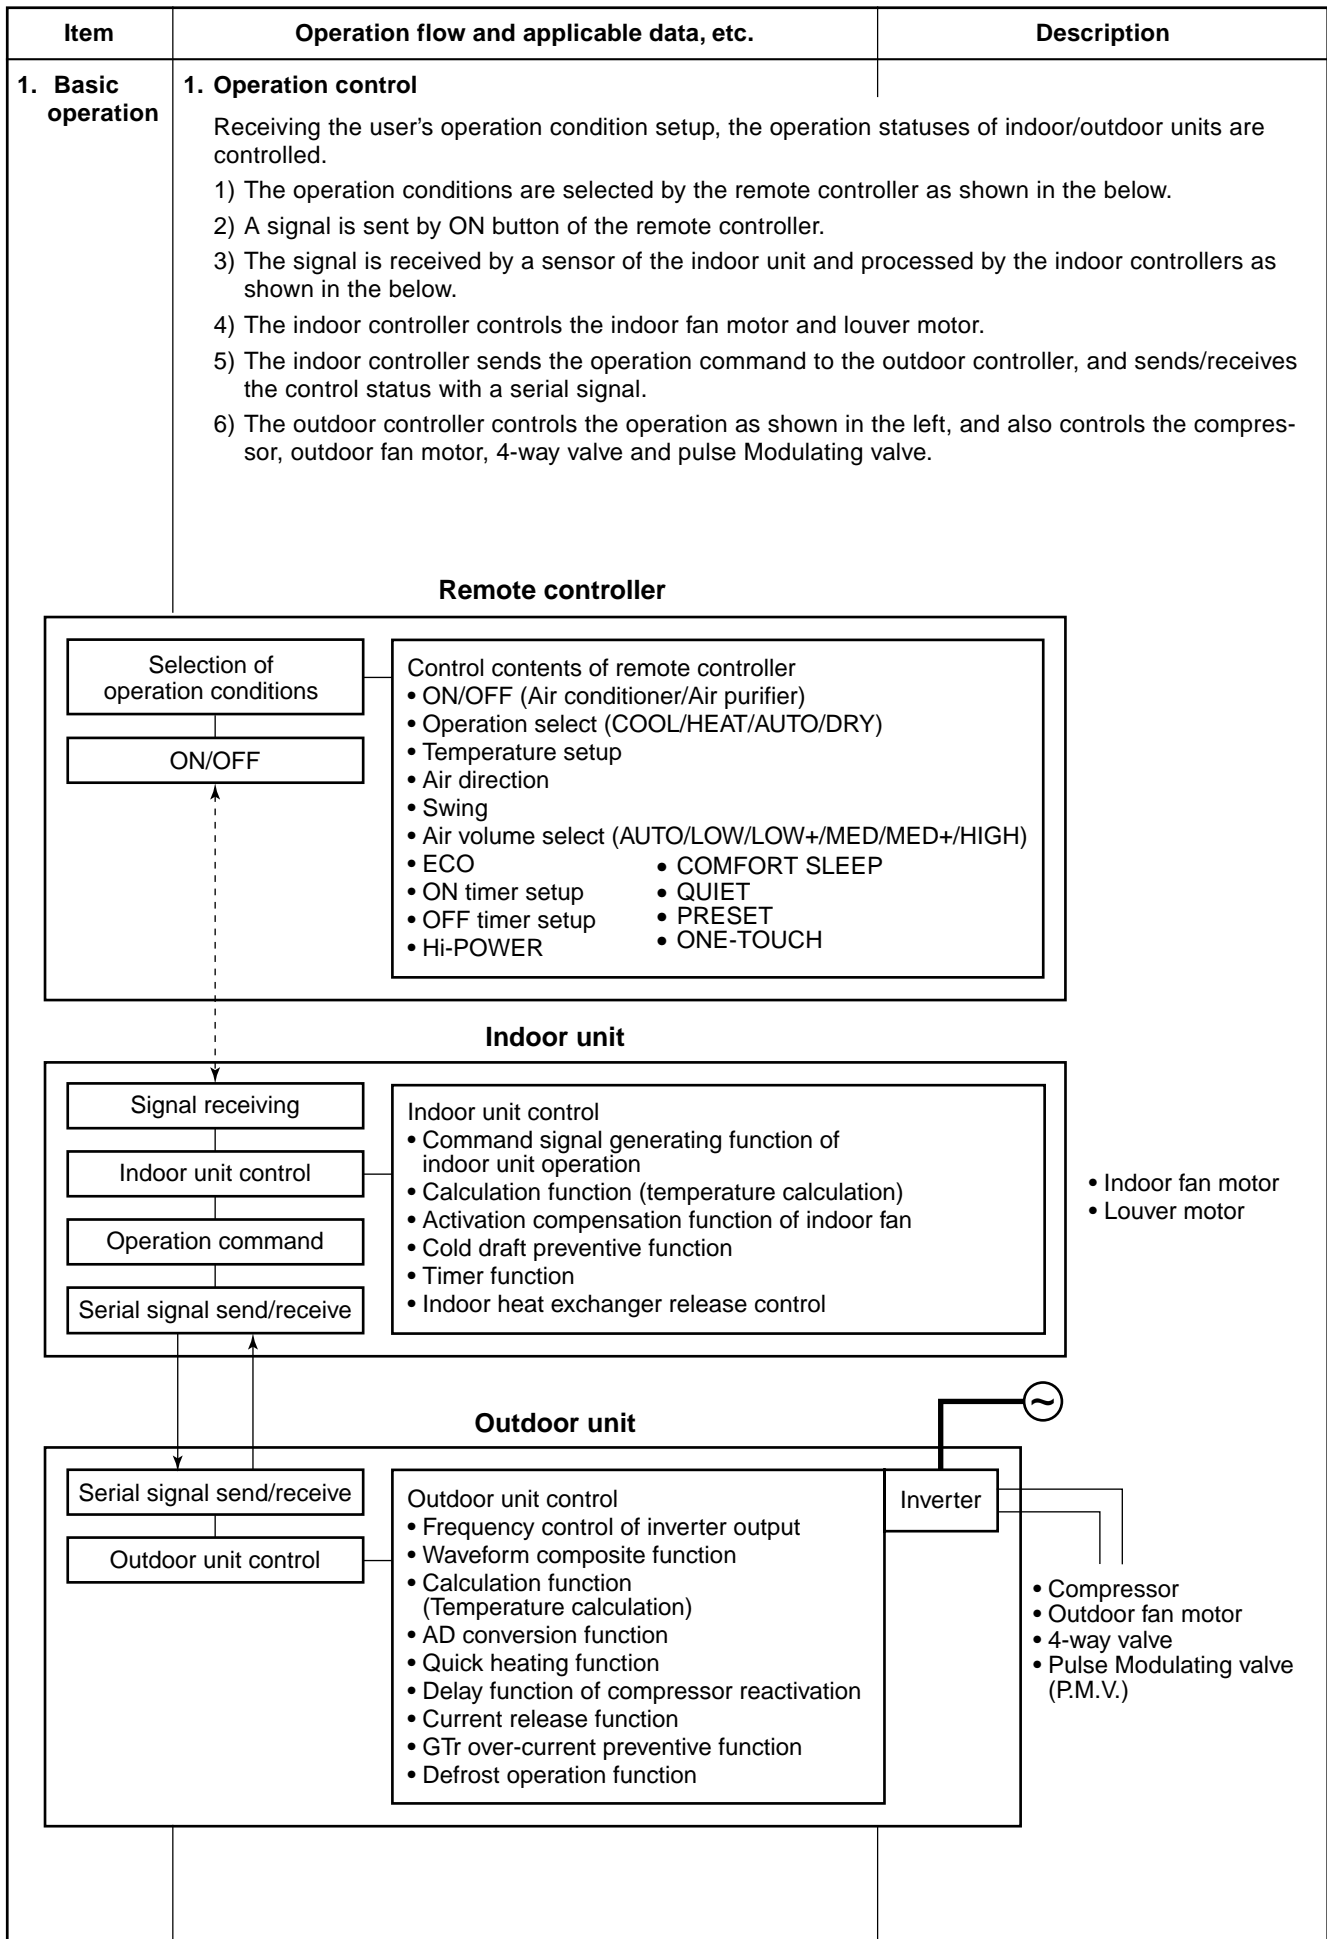 Item
Operation flow and applicable data, etc.
Description
1. Basic
operation
1. Operation control
Receiving the user's operation condition setup, the operation statuses of indoor/outdoor units are
controlled.
1) The operation conditions are selected by the remote controller as shown in the below.
2) A signal is sent by ON button of the remote controller.
3) The signal is received by a sensor of the indoor unit and processed by the indoor controllers as
shown in the below.
4) The indoor controller controls the indoor fan motor and louver motor.
5) The indoor controller sends the operation command to the outdoor controller, and sends/receives
the control status with a serial signal.
6) The outdoor controller controls the operation as shown in the left, and also controls the compres-
sor, outdoor fan motor, 4-way valve and pulse Modulating valve.
Remote controller
Selection of
operation conditions
ON/OFF
Control contents of remote controller
• ON/OFF (Air conditioner/Air purifier)
• Operation select (COOL/HEAT/AUTO/DRY)
• Temperature setup
• Air direction
• Swing
• Air volume select (AUTO/LOW/LOW+/MED/MED+/HIGH)
• ECO
• ON timer setup
• OFF timer setup
• Hi-POWER
• COMFORT SLEEP
• QUIET
• PRESET
• ONE-TOUCH
Indoor unit
Signal receiving
Indoor unit control
Operation command
Serial signal send/receive
Indoor unit control
• Command signal generating function of
indoor unit operation
• Calculation function (temperature calculation)
• Activation compensation function of indoor fan
• Cold draft preventive function
• Timer function
• Indoor heat exchanger release control
• Indoor fan motor
• Louver motor
Outdoor unit
~
Serial signal send/receive
Outdoor unit control
Outdoor unit control
• Frequency control of inverter output
• Waveform composite function
• Calculation function
(Temperature calculation)
• AD conversion function
• Quick heating function
• Delay function of compressor reactivation
• Current release function
• GTr over-current preventive function
• Defrost operation function
Inverter
• Compressor
• Outdoor fan motor
• 4-way valve
• Pulse Modulating valve
(P.M.V.)